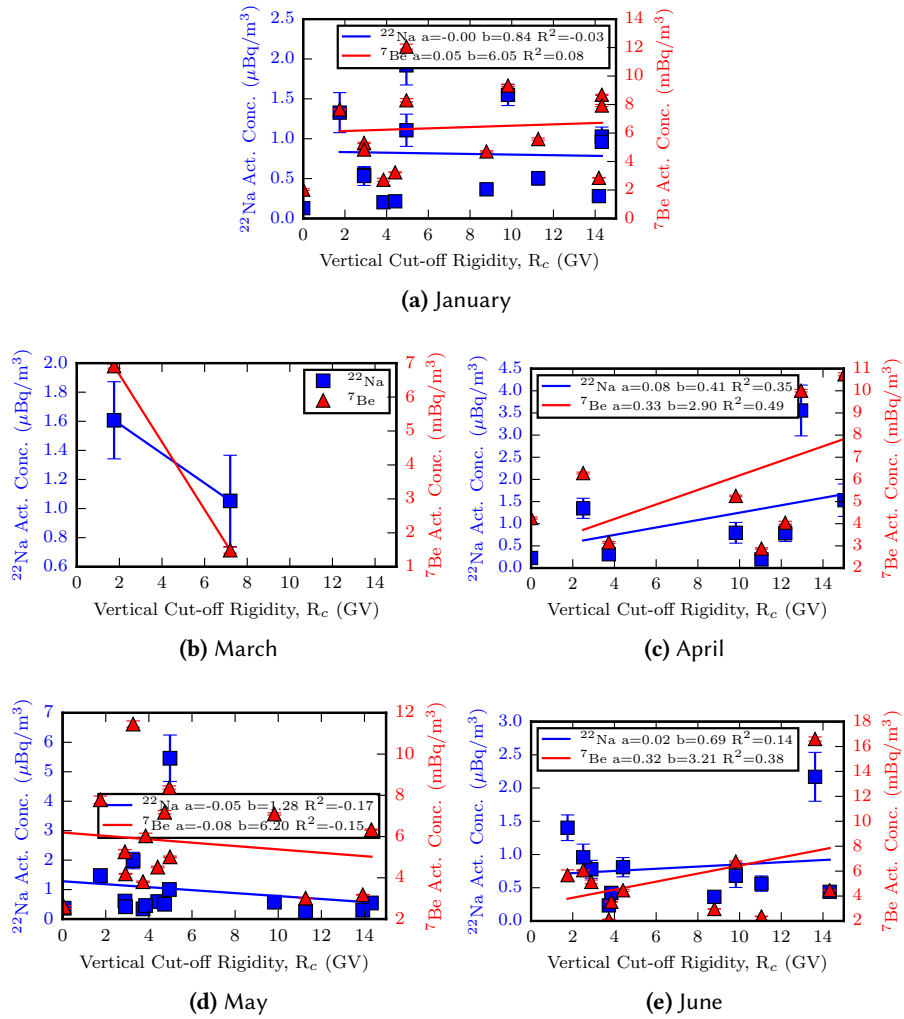 ²²Na a=-0.00 b=0.84 R²=-0.03
⁷Be a=0.05 b=6.05 R²=0.08
²²Na Act. Conc. (μBq/m³)
2.5
2.0
1.5
1.0
0.5
0.0
14
12
10
8
6
4
2
0
⁷Be Act. Conc. (mBq/m³)
0 2 4 6 8 10 12 14
Vertical Cut-off Rigidity, R_c (GV)
(a) January
²²Na
⁷Be
²²Na Act. Conc. (μBq/m³)
2.0
1.8
1.6
1.4
1.2
1.0
0.8
0.6
7
6
5
4
3
2
1
⁷Be Act. Conc. (mBq/m³)
0 2 4 6 8 10 12 14
Vertical Cut-off Rigidity, R_c (GV)
(b) March
²²Na a=0.08 b=0.41 R²=0.35
⁷Be a=0.33 b=2.90 R²=0.49
²²Na Act. Conc. (μBq/m³)
4.5
4.0
3.5
3.0
2.5
2.0
1.5
1.0
0.5
0.0
11
10
9
8
7
6
5
4
3
2
⁷Be Act. Conc. (mBq/m³)
0 2 4 6 8 10 12 14
Vertical Cut-off Rigidity, R_c (GV)
(c) April
²²Na a=-0.05 b=1.28 R²=-0.17
⁷Be a=-0.08 b=6.20 R²=-0.15
²²Na Act. Conc. (μBq/m³)
7
6
5
4
3
2
1
0
12
10
8
6
4
2
⁷Be Act. Conc. (mBq/m³)
0 2 4 6 8 10 12 14
Vertical Cut-off Rigidity, R_c (GV)
(d) May
²²Na a=0.02 b=0.69 R²=0.14
⁷Be a=0.32 b=3.21 R²=0.38
²²Na Act. Conc. (μBq/m³)
3.0
2.5
2.0
1.5
1.0
0.5
0.0
18
16
14
12
10
8
6
4
2
⁷Be Act. Conc. (mBq/m³)
0 2 4 6 8 10 12 14
Vertical Cut-off Rigidity, R_c (GV)
(e) June